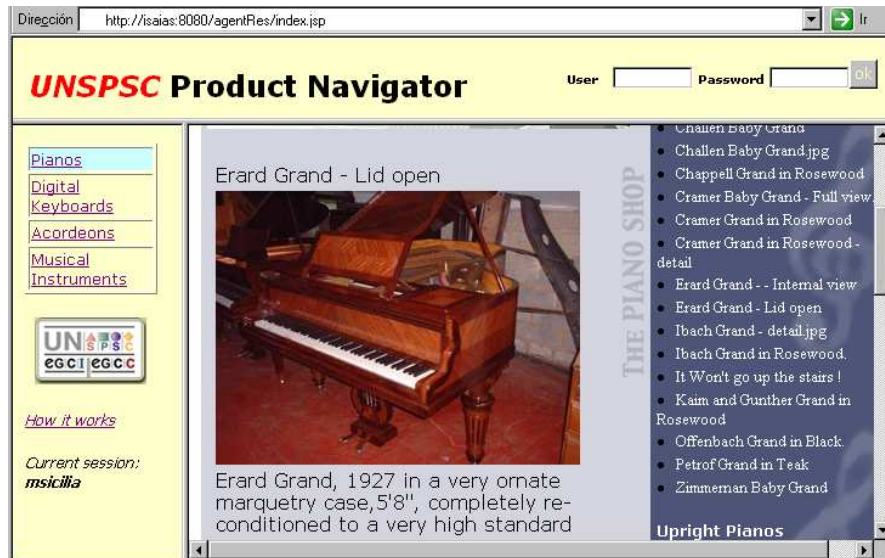 Dirección http://isaias:8080/agentRes/index.jsp Ir
UNSPSC Product Navigator
User Password ok
Pianos
Digital
Keyboards
Acordeons
Musical
Instruments
UNSPSC
eGCI eGCC
How it works
Current session:
msicilia
Erard Grand - Lid open
Erard Grand, 1927 in a very ornate
marquetry case,5'8", completely re-
conditioned to a very high standard
THE PIANO SHOP
Challen Baby Grand
Challen Baby Grand.jpg
Chappell Grand in Rosewood
Cramer Baby Grand - Full view.
Cramer Grand in Rosewood
Cramer Grand in Rosewood -
detail
Erard Grand - - Internal view
Erard Grand - Lid open
Ibach Grand - detail.jpg
Ibach Grand in Rosewood.
It Won't go up the stairs !
Kaim and Gunther Grand in
Rosewood
Offenbach Grand in Black.
Petrof Grand in Teak
Zimmernan Baby Grand
Upright Pianos